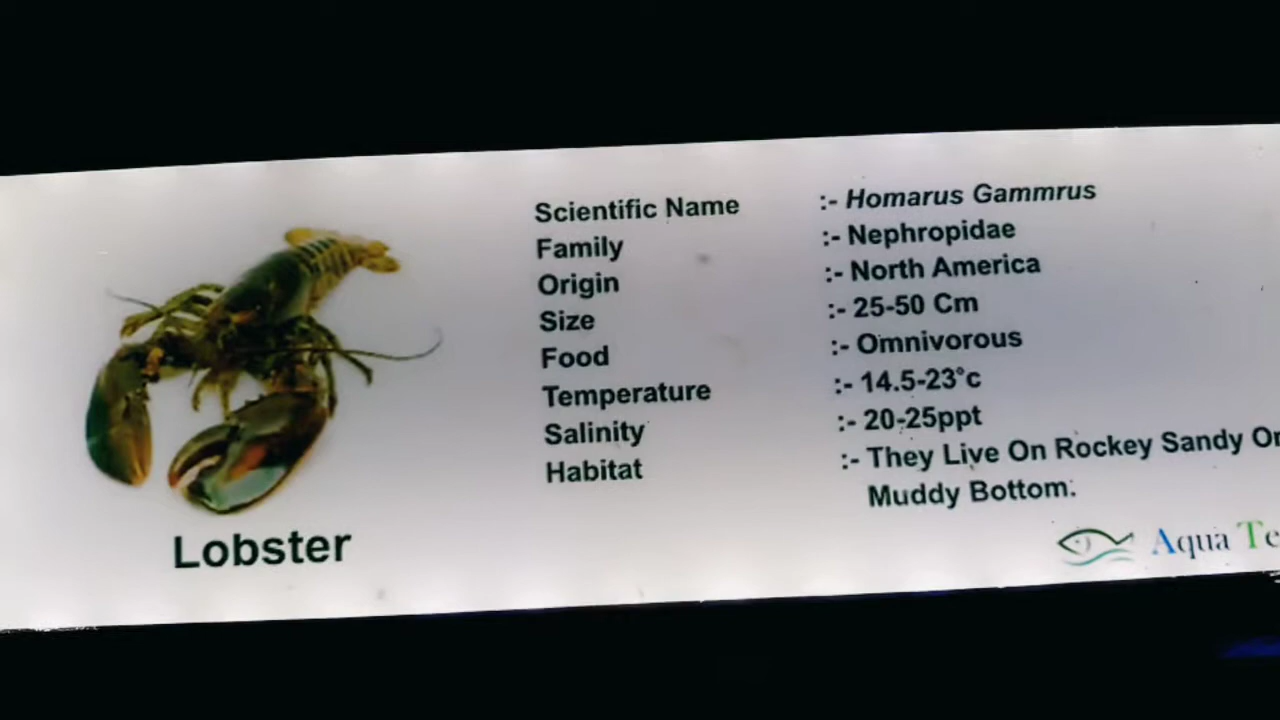 Scientific Name :- Homarus Gammrus
Family :- Nephropidae
Origin :- North America
Size :- 25-50 Cm
Food :- Omnivorous
Temperature :- 14.5-23°c
Salinity :- 20-25ppt
Habitat :- They Live On Rockey Sandy Or
Muddy Bottom.
Lobster
Aqua